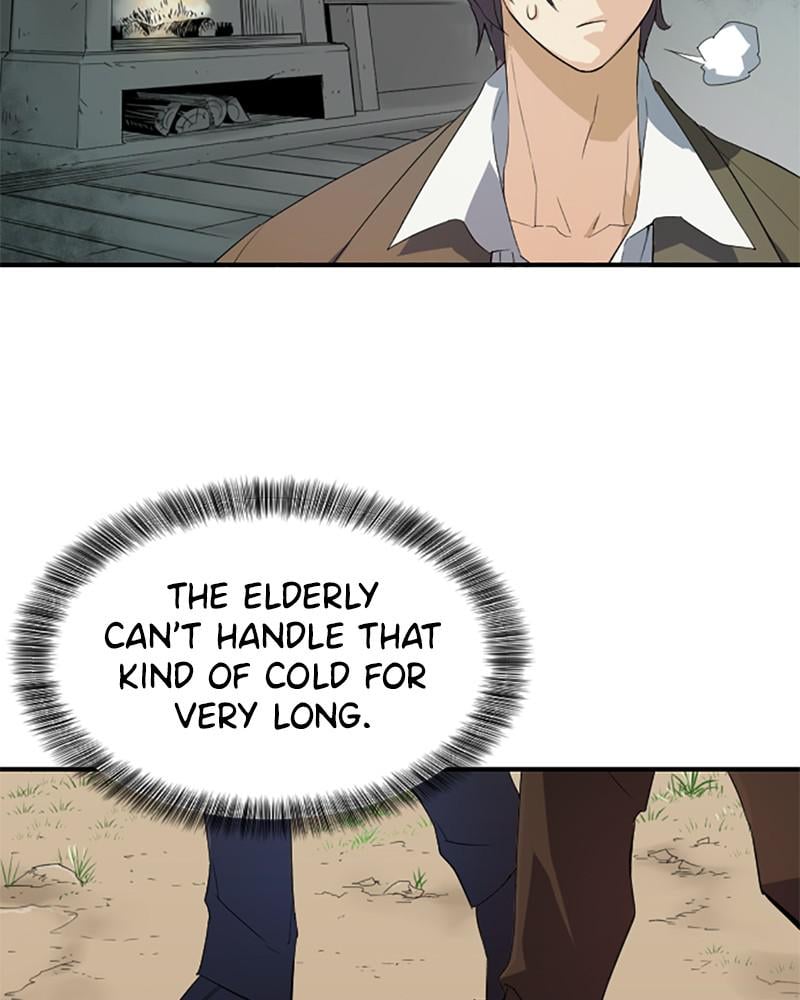 THE ELDERLY
CAN'T HANDLE THAT
KIND OF COLD FOR
VERY LONG.